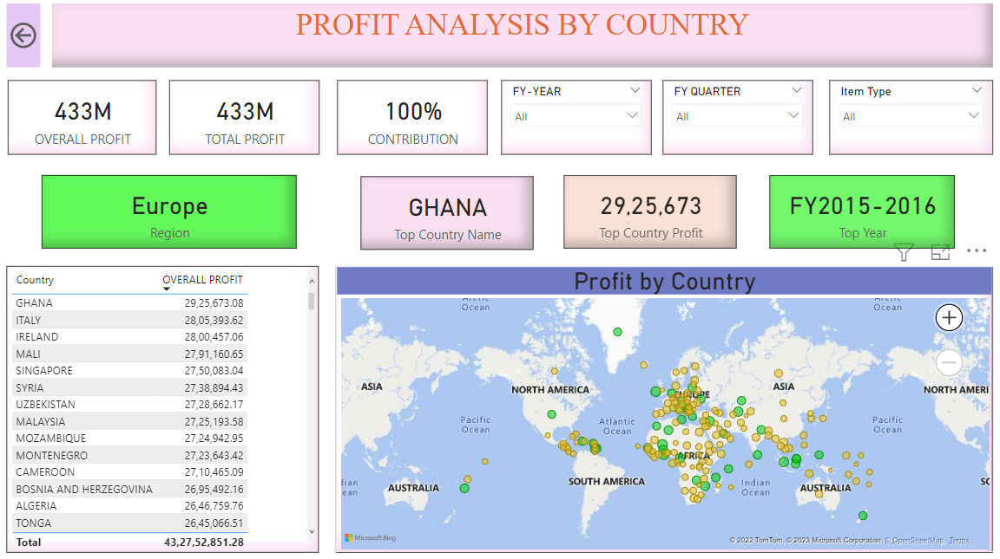 PROFIT ANALYSIS BY COUNTRY
433M
OVERALL PROFIT
433M
TOTAL PROFIT
100%
CONTRIBUTION
FY-YEAR
All
FY QUARTER
All
Item Type
All
Europe
Region
GHANA
Top Country Name
29,25,673
Top Country Profit
FY2015-2016
Top Year
Country OVERALL PROFIT
GHANA 29,25,673.08
ITALY 28,05,393.62
IRELAND 28,00,457.06
MALI 27,91,160.65
SINGAPORE 27,50,083.04
SYRIA 27,38,894.43
UZBEKISTAN 27,28,662.17
MALAYSIA 27,25,193.58
MOZAMBIQUE 27,24,942.95
MONTENEGRO 27,23,643.42
CAMEROON 27,10,465.09
BOSNIA AND HERZEGOVINA 26,95,492.16
ALGERIA 26,46,759.76
TONGA 26,45,066.51
Total 43,27,52,851.28
Profit by Country
Arctic
Ocean
Arctic
Ocean
ASIA
NORTH AMERICA
EUROPE
ASIA
NORTH AMERI
Pacific
Ocean
Atlantic
Ocean
Pacific
Ocean
AFRICA
dian
ean
AUSTRALIA
SOUTH AMERICA
Indian
Ocean
AUSTRALIA
SO
Microsoft Bing
© 2022 TomTom, © 2023 Microsoft Corporation, © OpenStreetMap Terms